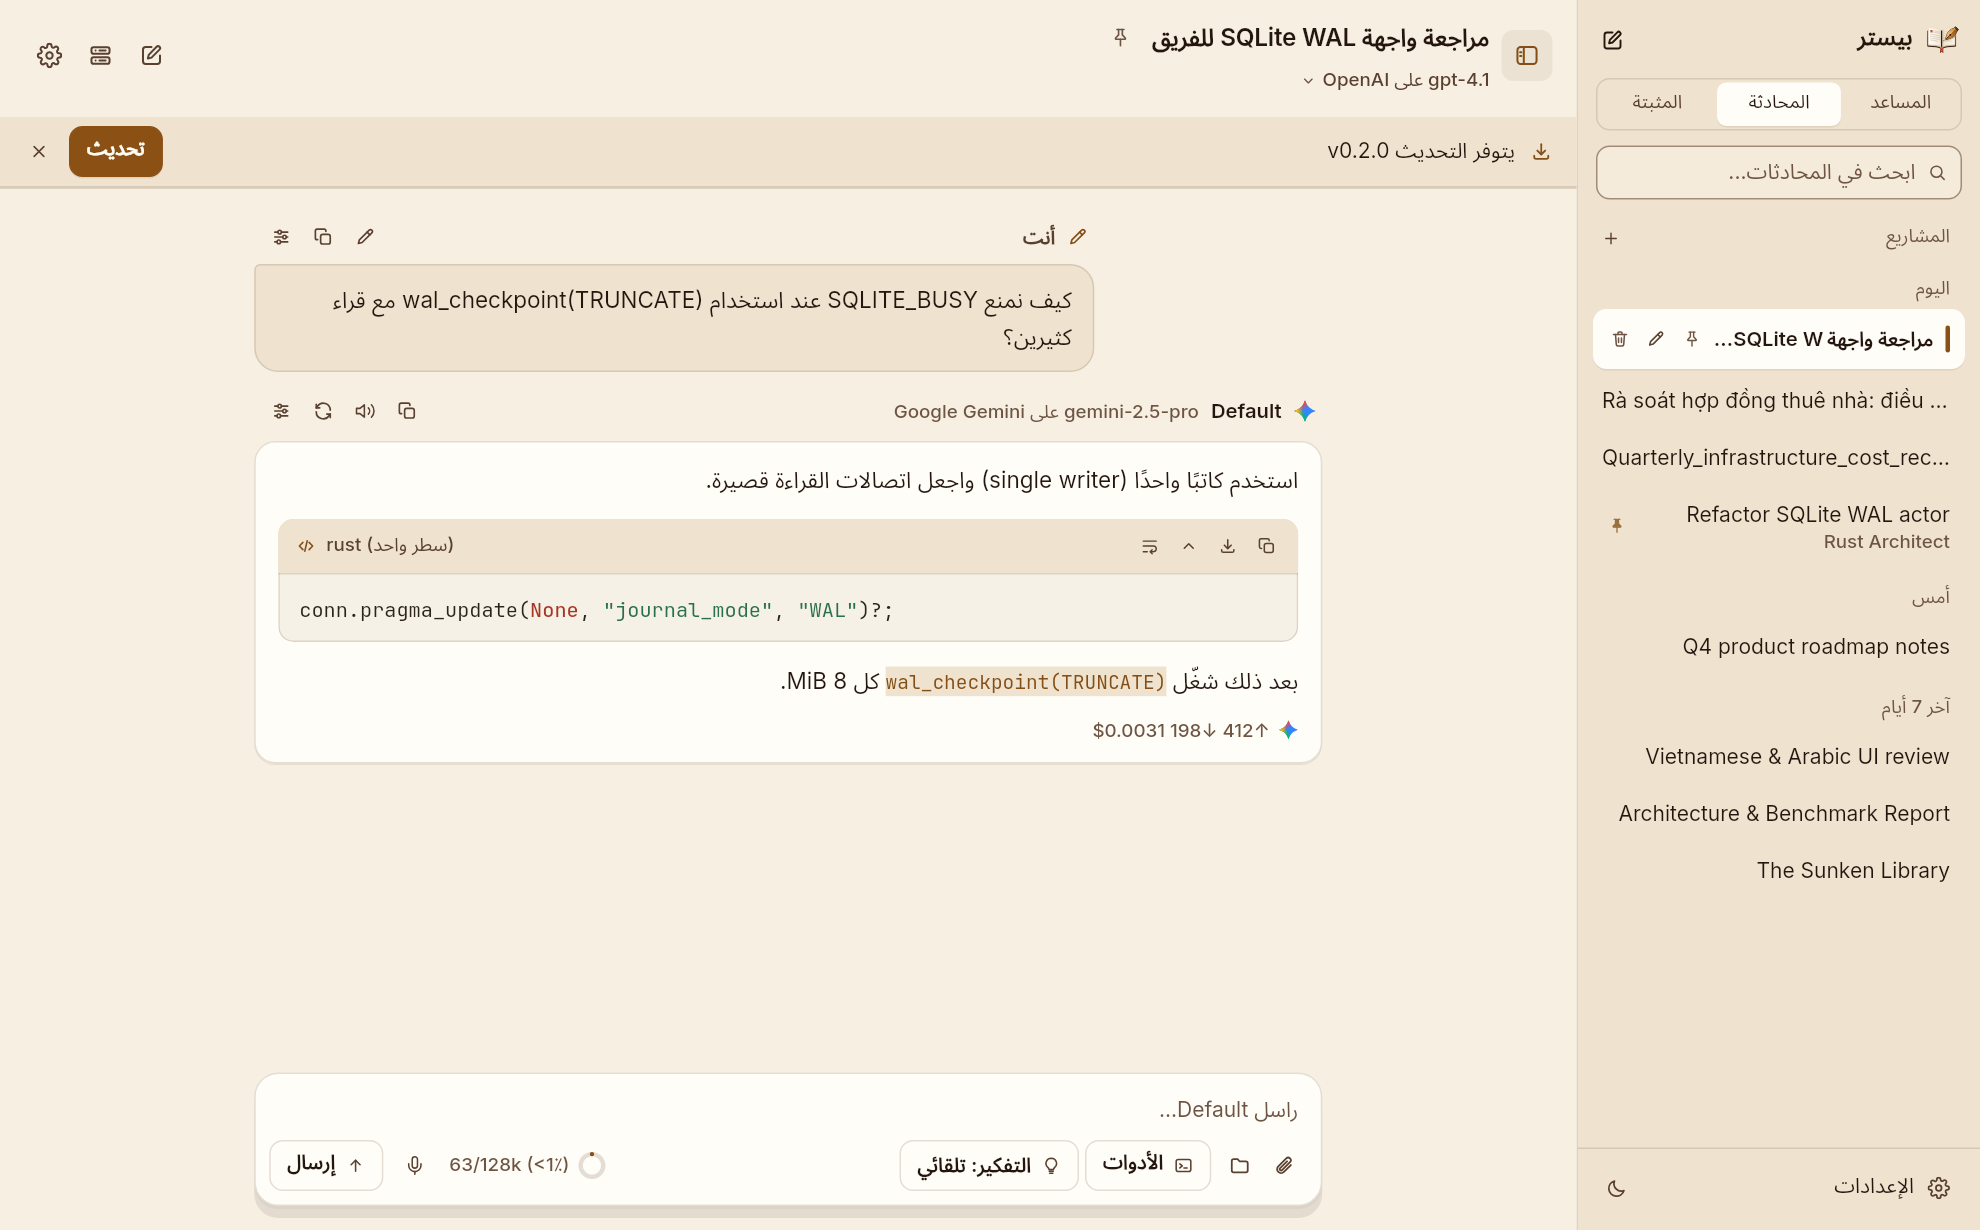 بيستر
المساعد
المحادثة
المثبتة
ابحث في المحادثات...
المشاريع
اليوم
مراجعة واجهة SQLite W...
Rà soát hợp đồng thuê nhà: điều ...
Quarterly_infrastructure_cost_rec...
Refactor SQLite WAL actor
Rust Architect
أمس
Q4 product roadmap notes
آخر 7 أيام
Vietnamese & Arabic UI review
Architecture & Benchmark Report
The Sunken Library
الإعدادات
مراجعة واجهة SQLite WAL للفريق
gpt-4.1 على OpenAI
يتوفر التحديث v0.2.0
تحديث
أنت
كيف نمنع SQLITE_BUSY عند استخدام wal_checkpoint(TRUNCATE) مع قراء
كثيرين؟
Default gemini-2.5-pro على Google Gemini
استخدم كاتبًا واحدًا (single writer) واجعل اتصالات القراءة قصيرة.
rust (سطر واحد)
conn.pragma_update(None, "journal_mode", "WAL")?;
بعد ذلك شغّل wal_checkpoint(TRUNCATE) كل 8 MiB.
↑412 ↓198 $0.0031
راسل Default...
الأدوات
التفكير: تلقائي
63/128k (<1٪)
إرسال